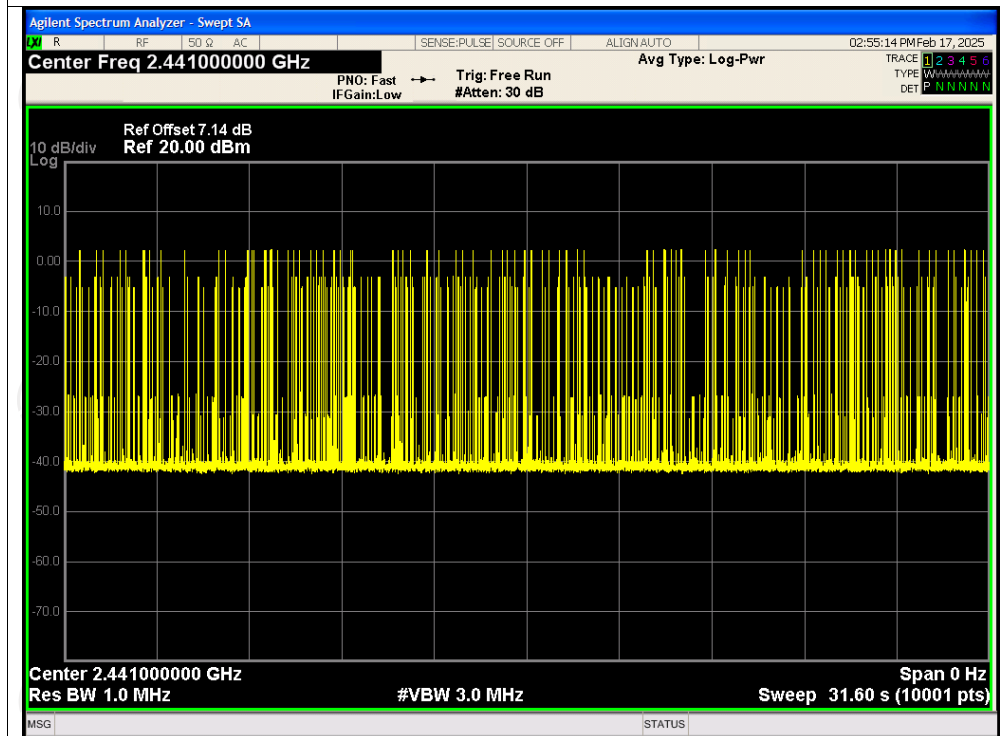 Agilent Spectrum Analyzer - Swept SA
LXI R RF 50 Ω AC SENSE:PULSE SOURCE OFF ALIGN AUTO 02:55:14 PM Feb 17, 2025
Center Freq 2.441000000 GHz
Avg Type: Log-Pwr
TRACE 1 2 3 4 5 6
PNO: Fast Trig: Free Run
TYPE WWWWWW
IFGain:Low #Atten: 30 dB
DET P N N N N N
Ref Offset 7.14 dB
10 dB/div Ref 20.00 dBm
Log
10.0
0.00
-10.0
-20.0
-30.0
-40.0
-50.0
-60.0
-70.0
Center 2.441000000 GHz Span 0 Hz
Res BW 1.0 MHz #VBW 3.0 MHz Sweep 31.60 s (10001 pts)
MSG STATUS